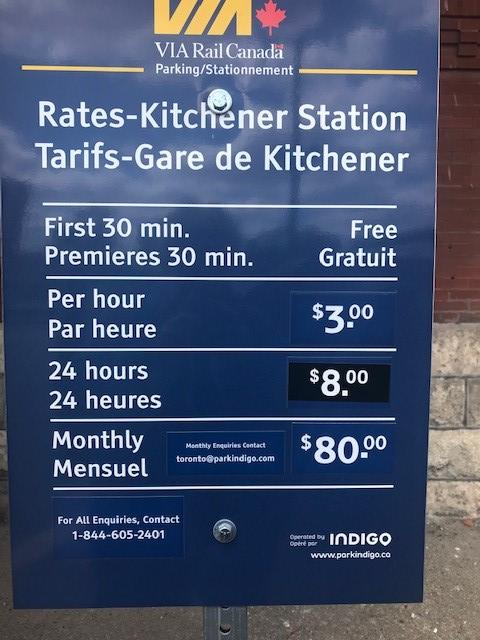 VIA
VIA Rail Canada
Parking/Stationnement
Rates-Kitchener Station
Tarifs-Gare de Kitchener
First 30 min. Free
Premieres 30 min. Gratuit
Per hour
Par heure
$3.00
24 hours
24 heures
$8.00
Monthly
Mensuel
Monthly Enquiries Contact
toronto@parkindigo.com
$80.00
For All Enquiries, Contact
1-844-605-2401
Operated by
Opéré par
INDIGO
www.parkindigo.ca